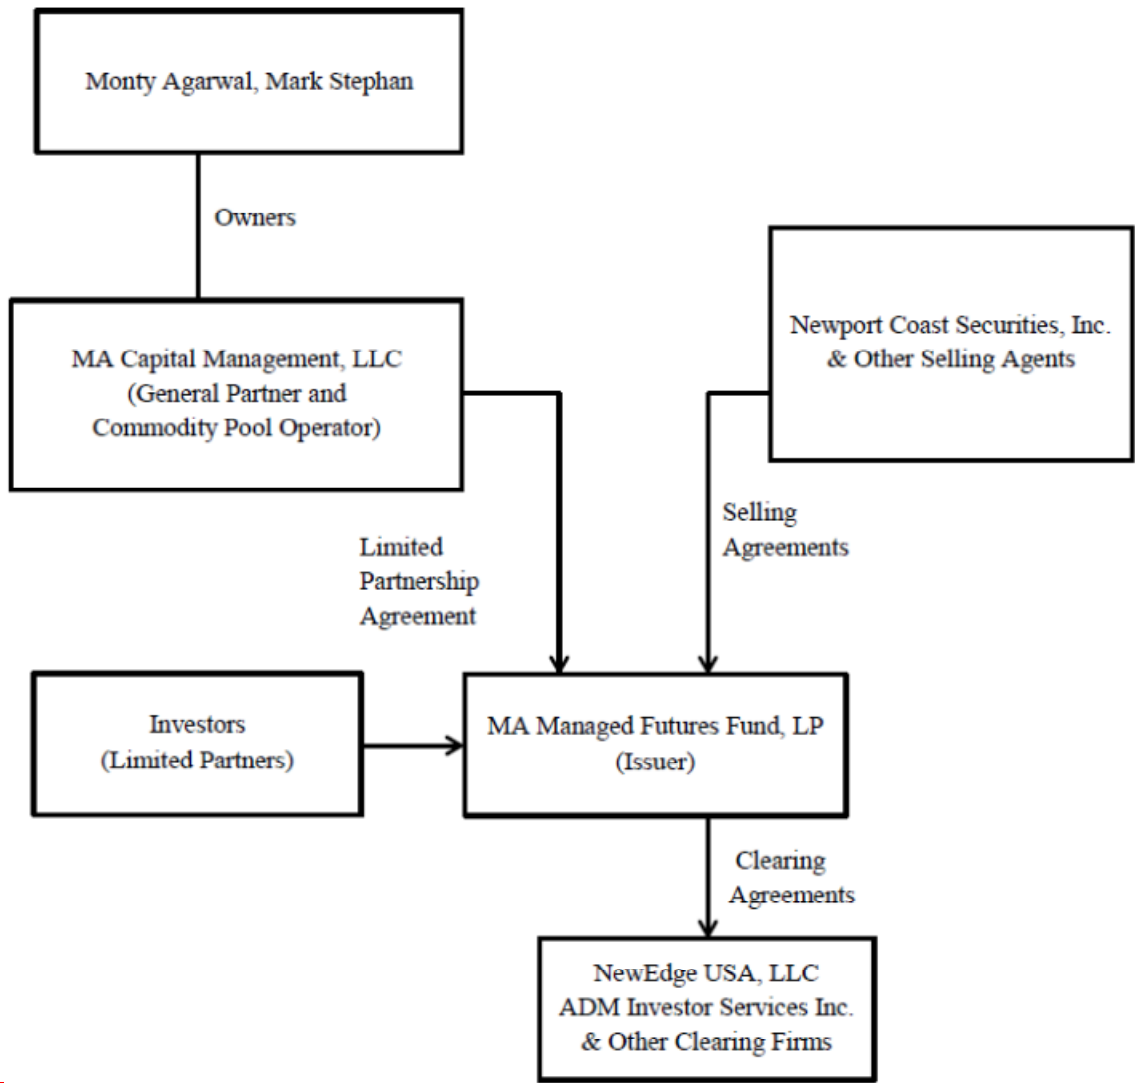 Monty Agarwal, Mark Stephan
Owners
Newport Coast Securities, Inc.
& Other Selling Agents
MA Capital Management, LLC
(General Partner and
Commodity Pool Operator)
Selling
Agreements
Limited
Partnership
Agreement
Investors
(Limited Partners)
MA Managed Futures Fund, LP
(Issuer)
Clearing
Agreements
NewEdge USA, LLC
ADM Investor Services Inc.
& Other Clearing Firms